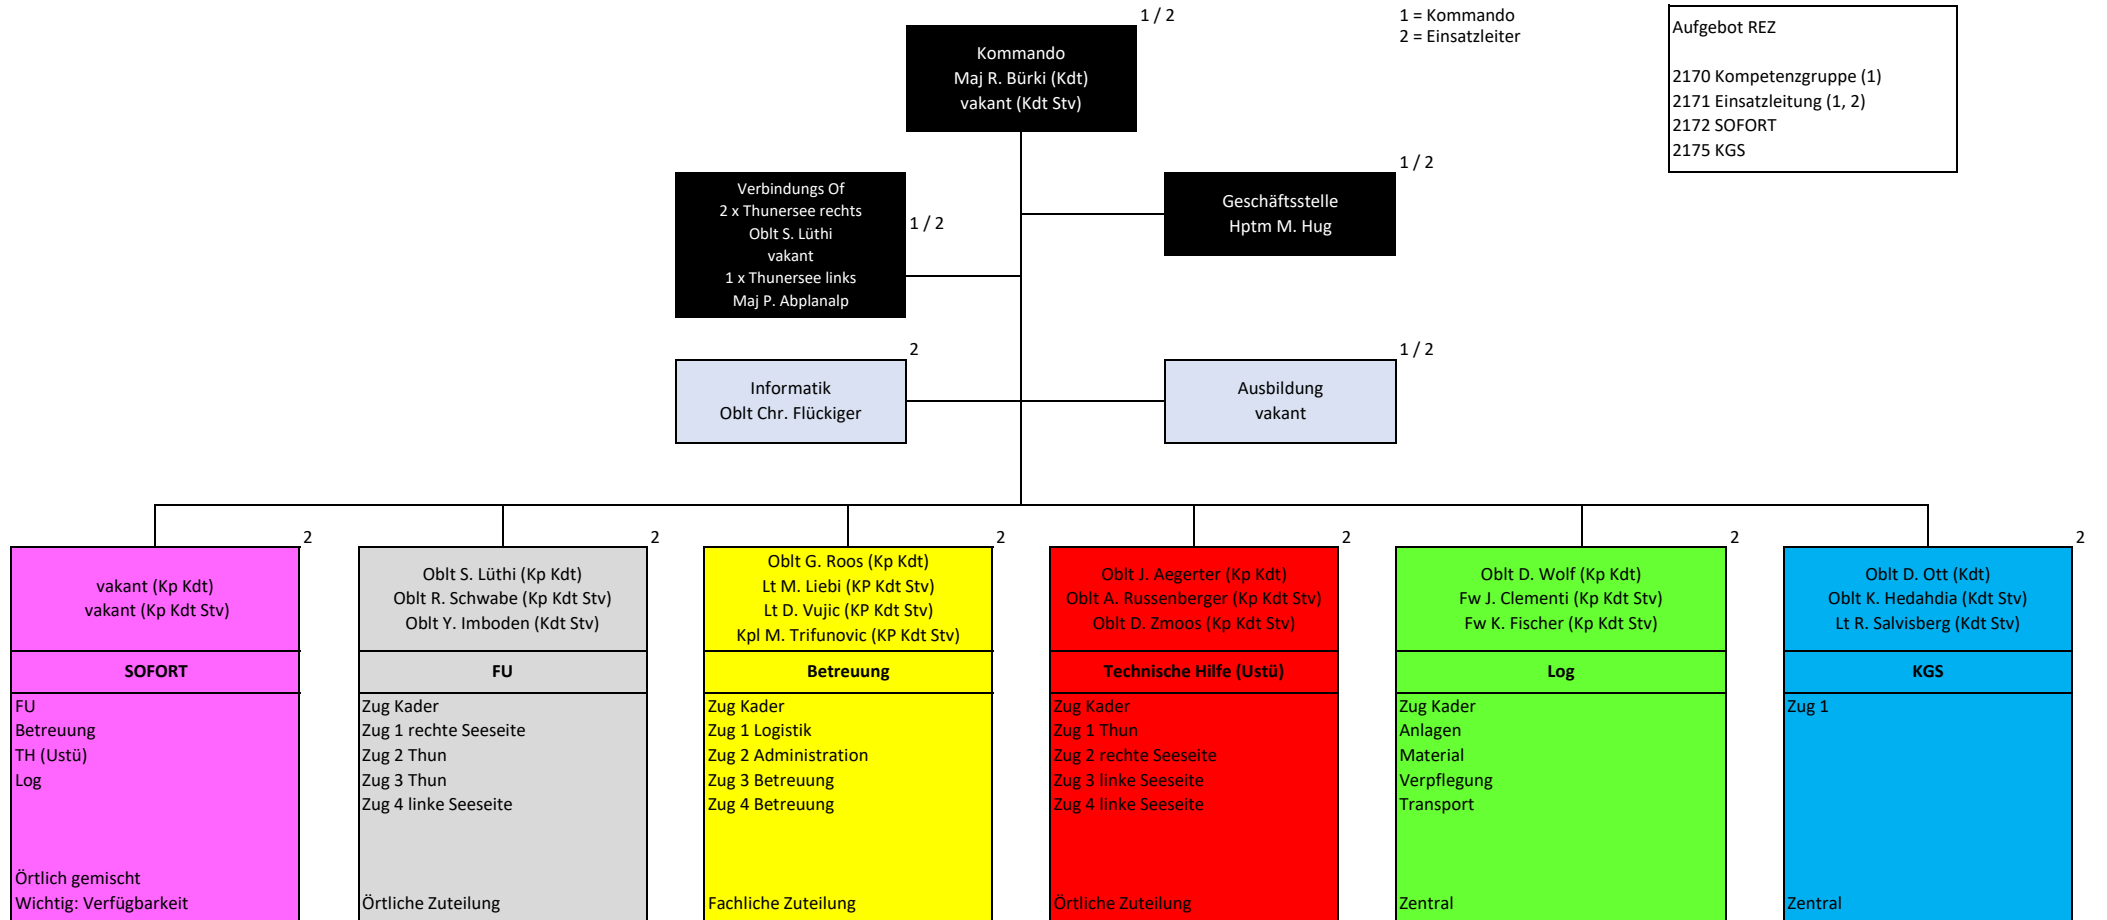 1 / 2
Kommando
Maj R. Bürki (Kdt)
vakant (Kdt Stv)
1 = Kommando
2 = Einsatzleiter
Aufgebot REZ
2170 Kompetenzgruppe (1)
2171 Einsatzleitung (1, 2)
2172 SOFORT
2175 KGS
Verbindungs Of
2 x Thunersee rechts
Oblt S. Lüthi
vakant
1 x Thunersee links
Maj P. Abplanalp
1 / 2
1 / 2
Geschäftsstelle
Hptm M. Hug
2
Informatik
Oblt Chr. Flückiger
1 / 2
Ausbildung
vakant
2
vakant (Kp Kdt)
vakant (Kp Kdt Stv)
SOFORT
FU
Betreuung
TH (Ustü)
Log
Örtlich gemischt
Wichtig: Verfügbarkeit
2
Oblt S. Lüthi (Kp Kdt)
Oblt R. Schwabe (Kp Kdt Stv)
Oblt Y. Imboden (Kdt Stv)
FU
Zug Kader
Zug 1 rechte Seeseite
Zug 2 Thun
Zug 3 Thun
Zug 4 linke Seeseite
Örtliche Zuteilung
2
Oblt G. Roos (Kp Kdt)
Lt M. Liebi (KP Kdt Stv)
Lt D. Vujic (KP Kdt Stv)
Kpl M. Trifunovic (KP Kdt Stv)
Betreuung
Zug Kader
Zug 1 Logistik
Zug 2 Administration
Zug 3 Betreuung
Zug 4 Betreuung
Fachliche Zuteilung
2
Oblt J. Aegerter (Kp Kdt)
Oblt A. Russenberger (Kp Kdt Stv)
Oblt D. Zmoos (Kp Kdt Stv)
Technische Hilfe (Ustü)
Zug Kader
Zug 1 Thun
Zug 2 rechte Seeseite
Zug 3 linke Seeseite
Zug 4 linke Seeseite
Örtliche Zuteilung
2
Oblt D. Wolf (Kp Kdt)
Fw J. Clementi (Kp Kdt Stv)
Fw K. Fischer (Kp Kdt Stv)
Log
Zug Kader
Anlagen
Material
Verpflegung
Transport
Zentral
2
Oblt D. Ott (Kdt)
Oblt K. Hedahdia (Kdt Stv)
Lt R. Salvisberg (Kdt Stv)
KGS
Zug 1
Zentral